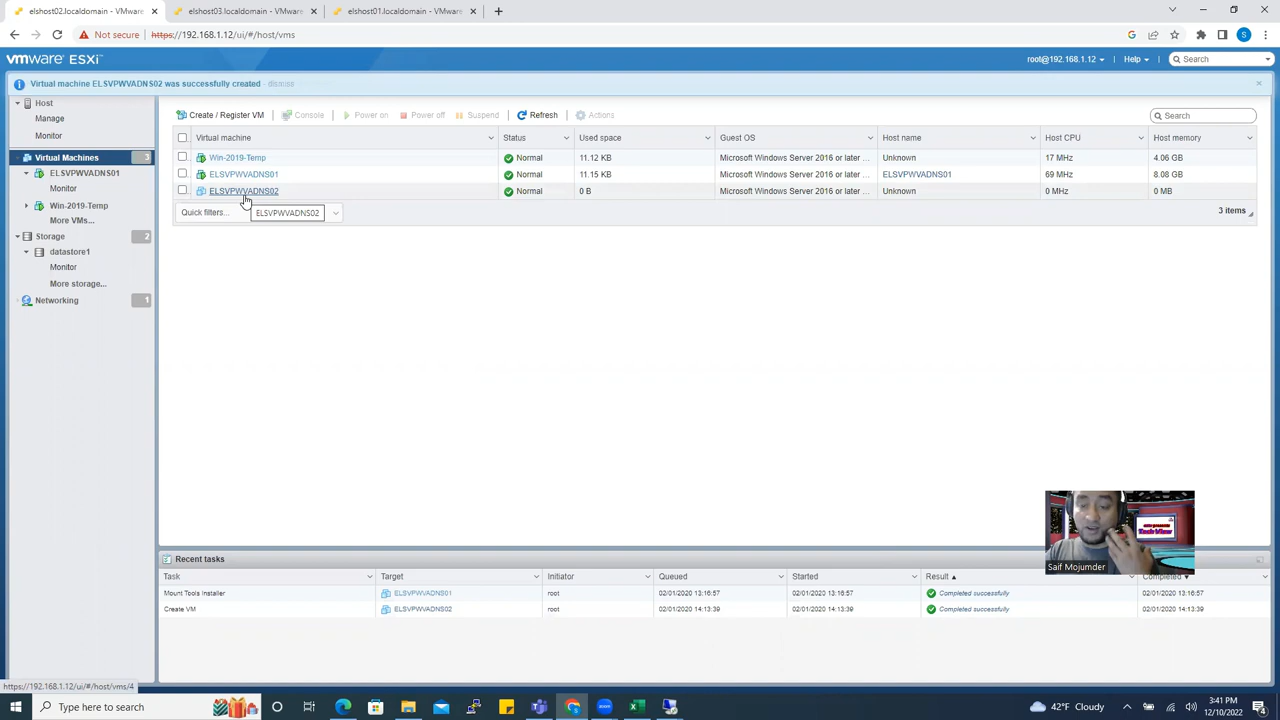 elshost02.localdomain - VMware
elshost03.localdomain - VMware
elshost01.localdomain - VMware
Not secure
https://192.168.1.12/ui/#/host/vms
S
vmware ESXi
root@192.168.1.12
Help
Search
Virtual machine ELSVPWVADNS02 was successfully created - dismiss
Host
Manage
Monitor
Virtual Machines 3
ELSVPWVADNS01
Monitor
Win-2019-Temp
More VMs...
Storage 2
datastore1
Monitor
More storage...
Networking 1
Create / Register VM
Console
Power on
Power off
Suspend
Refresh
Actions
Search
Virtual machine Status Used space Guest OS Host name Host CPU Host memory
Win-2019-Temp Normal 11.12 KB Microsoft Windows Server 2016 or later ... Unknown 17 MHz 4.06 GB
ELSVPWVADNS01 Normal 11.15 KB Microsoft Windows Server 2016 or later ... ELSVPWVADNS01 69 MHz 8.08 GB
ELSVPWVADNS02 Normal 0 B Microsoft Windows Server 2016 or later ... Unknown 0 MHz 0 MB
Quick filters...
ELSVPWVADNS02
3 items
Tech View
Saif Mojumder
Recent tasks
Task Target Initiator Queued Started Result Completed
Mount Tools Installer ELSVPWVADNS01 root 02/01/2020 13:16:57 02/01/2020 13:16:57 Completed successfully 02/01/2020 13:16:57
Create VM ELSVPWVADNS02 root 02/01/2020 14:13:39 02/01/2020 14:13:39 Completed successfully 02/01/2020 14:13:39
https://192.168.1.12/ui/#/host/vms/4
Type here to search
42°F Cloudy
3:41 PM
12/10/2022
4